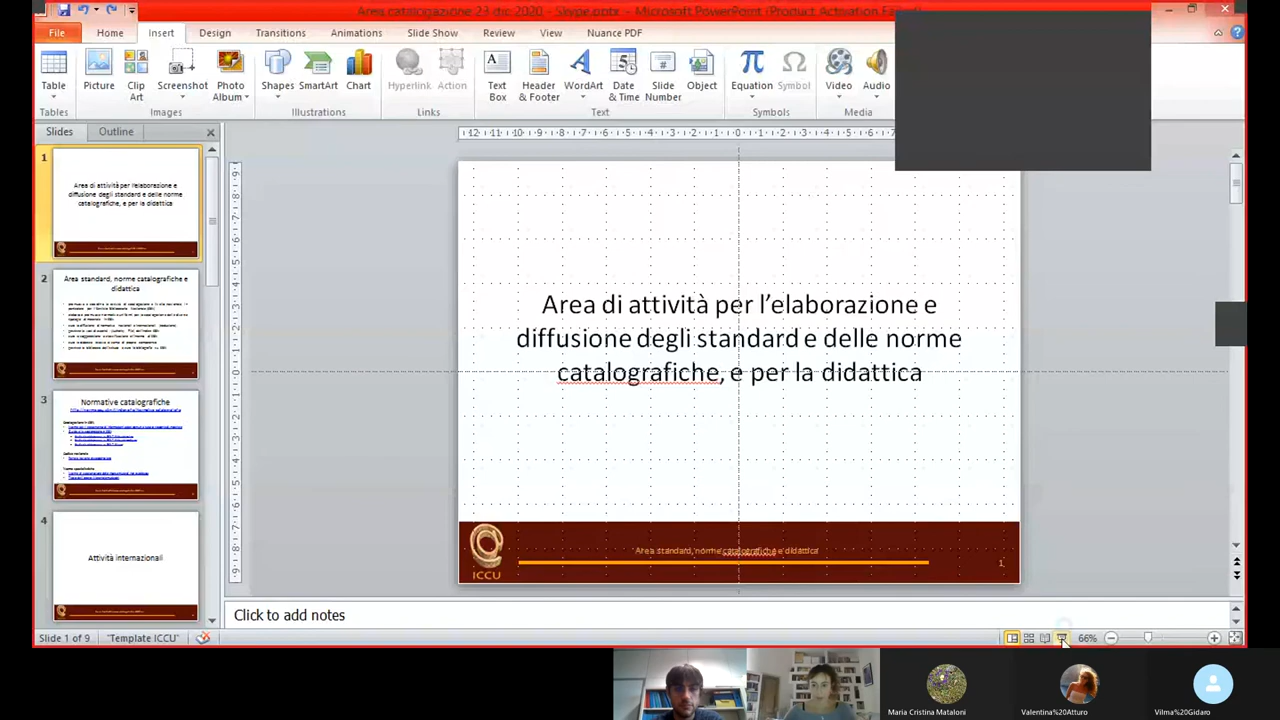 Area catalogazione 23 dic 2020 - Skype.pptx - Microsoft PowerPoint (Product Activation Failed)
File Home Insert Design Transitions Animations Slide Show Review View Nuance PDF
Table Picture Clip Art Screenshot Photo Album Shapes SmartArt Chart Hyperlink Action Text Box Header & Footer WordArt Date & Time Slide Number Object Equation Symbol Video Audio
Tables Images Illustrations Links Text Symbols Media
Slides Outline
1
Area di attività per l'elaborazione e
diffusione degli standard e delle norme
catalografiche, e per la didattica
2
Area standard, norme catalografiche e
didattica
3
Normative catalografiche
4
Attività internazionali
Area di attività per l’elaborazione e
diffusione degli standard e delle norme
catalografiche, e per la didattica
Area standard, norme catalografiche e didattica
1
ICCU
Click to add notes
Slide 1 of 9 "Template ICCU" 66%
Maria Cristina Mataloni Valentina%20Atturo Vilma%20Gidaro